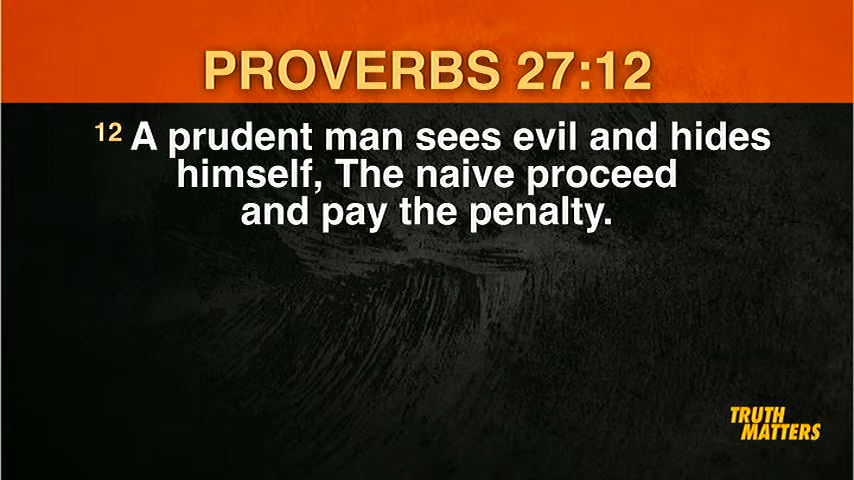 PROVERBS 27:12
12 A prudent man sees evil and hides
himself, The naive proceed
and pay the penalty.
TRUTH
MATTERS